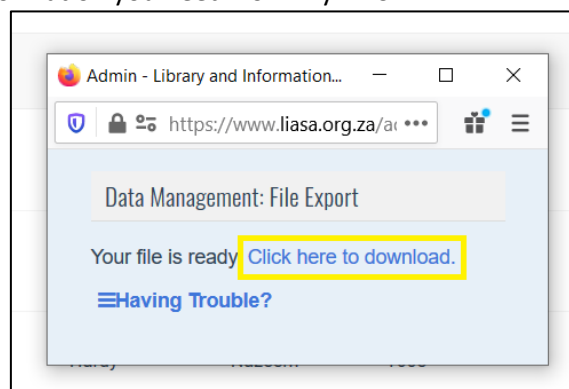 Admin - Library and Information...
https://www.liasa.org.za/a
Data Management: File Export
Your file is ready Click here to download.
Having Trouble?